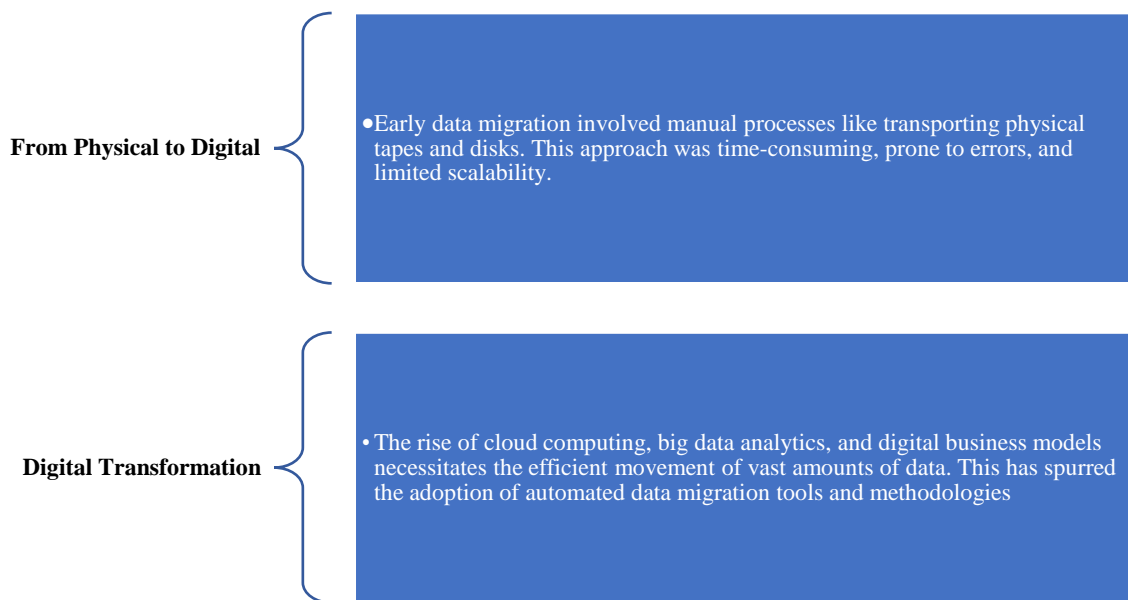 From Physical to Digital
•Early data migration involved manual processes like transporting physical
tapes and disks. This approach was time-consuming, prone to errors, and
limited scalability.
Digital Transformation
• The rise of cloud computing, big data analytics, and digital business models
necessitates the efficient movement of vast amounts of data. This has spurred
the adoption of automated data migration tools and methodologies